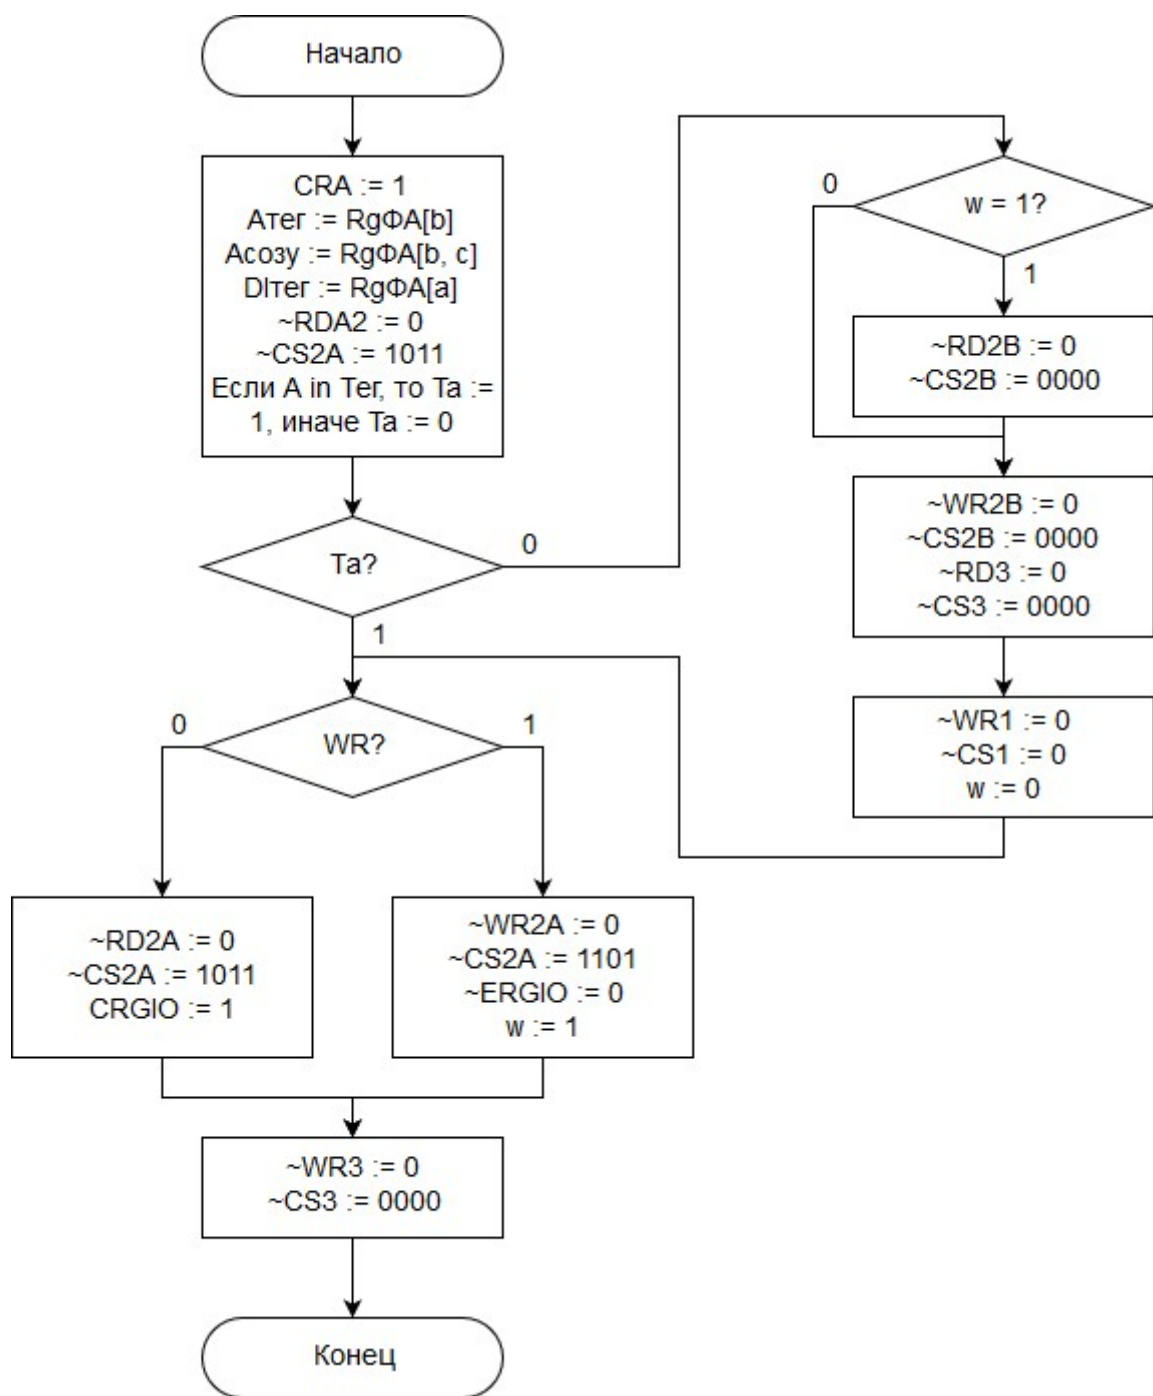 Начало
CRA := 1
Атег := RgФА[b]
Асозу := RgФА[b, c]
DIтег := RgФА[a]
~RDA2 := 0
~CS2A := 1011
Если A in Тег, то Ta :=
1, иначе Ta := 0
Ta?
0
1
w = 1?
0
1
~RD2B := 0
~CS2B := 0000
~WR2B := 0
~CS2B := 0000
~RD3 := 0
~CS3 := 0000
~WR1 := 0
~CS1 := 0
w := 0
WR?
0
1
~RD2A := 0
~CS2A := 1011
CRGIO := 1
~WR2A := 0
~CS2A := 1101
~ERGIO := 0
w := 1
~WR3 := 0
~CS3 := 0000
Конец